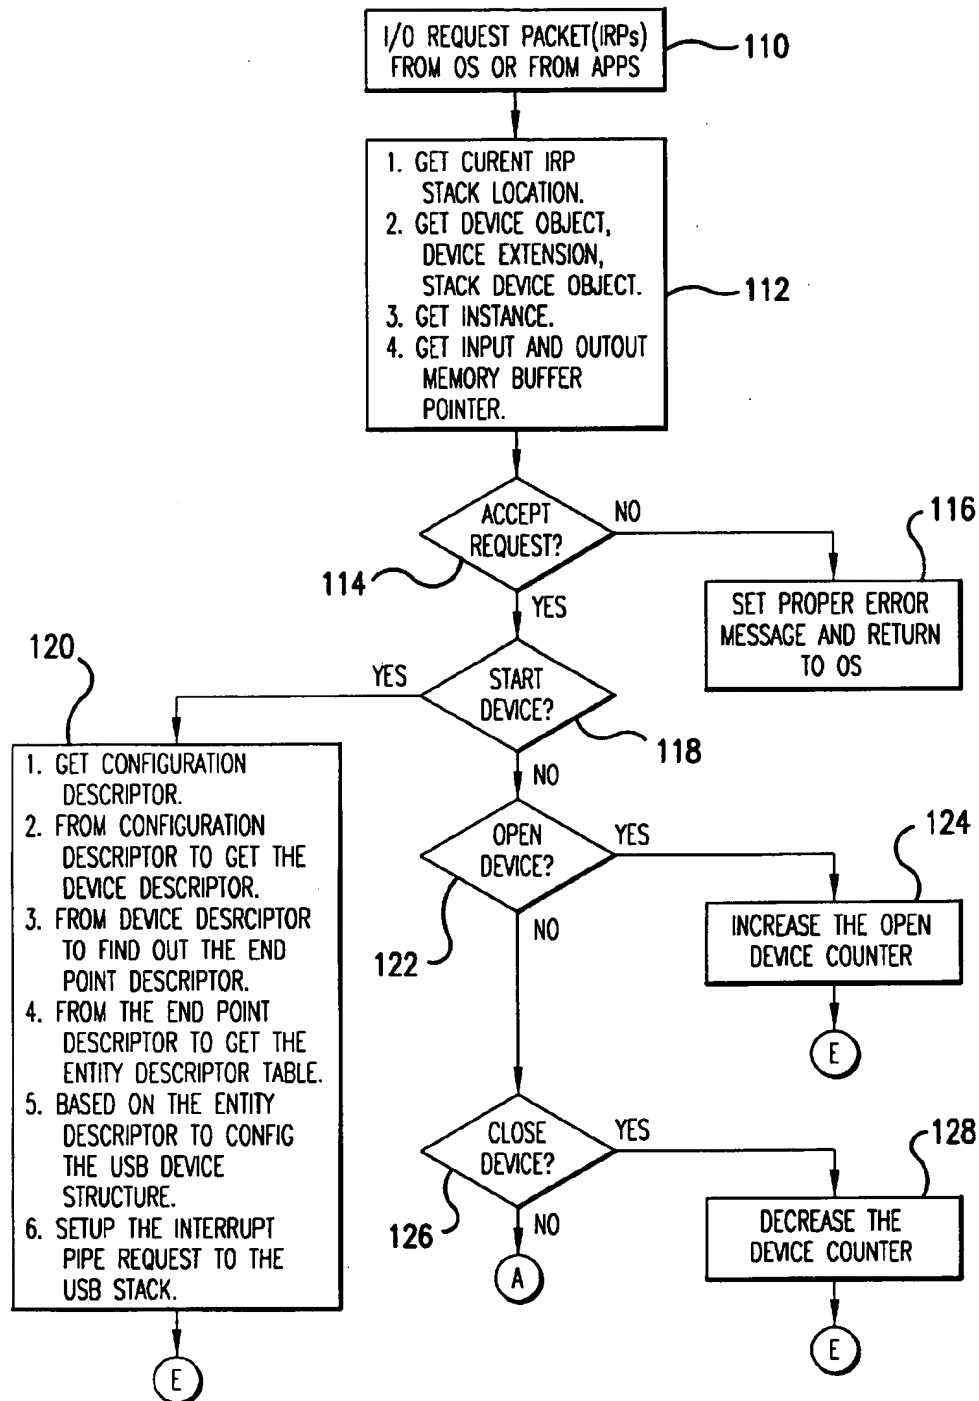 I/O REQUEST PACKET(IRPs)
FROM OS OR FROM APPS
110
1. GET CURENT IRP
STACK LOCATION.
2. GET DEVICE OBJECT,
DEVICE EXTENSION,
STACK DEVICE OBJECT.
3. GET INSTANCE.
4. GET INPUT AND OUTOUT
MEMORY BUFFER
POINTER.
112
ACCEPT
REQUEST?
NO
114
YES
116
SET PROPER ERROR
MESSAGE AND RETURN
TO OS
START
DEVICE?
YES
118
NO
120
1. GET CONFIGURATION
DESCRIPTOR.
2. FROM CONFIGURATION
DESCRIPTOR TO GET THE
DEVICE DESCRIPTOR.
3. FROM DEVICE DESRCIPTOR
TO FIND OUT THE END
POINT DESCRIPTOR.
4. FROM THE END POINT
DESCRIPTOR TO GET THE
ENTITY DESCRIPTOR TABLE.
5. BASED ON THE ENTITY
DESCRIPTOR TO CONFIG
THE USB DEVICE
STRUCTURE.
6. SETUP THE INTERRUPT
PIPE REQUEST TO THE
USB STACK.
E
OPEN
DEVICE?
YES
122
NO
124
INCREASE THE OPEN
DEVICE COUNTER
E
CLOSE
DEVICE?
YES
126
NO
A
128
DECREASE THE
DEVICE COUNTER
E